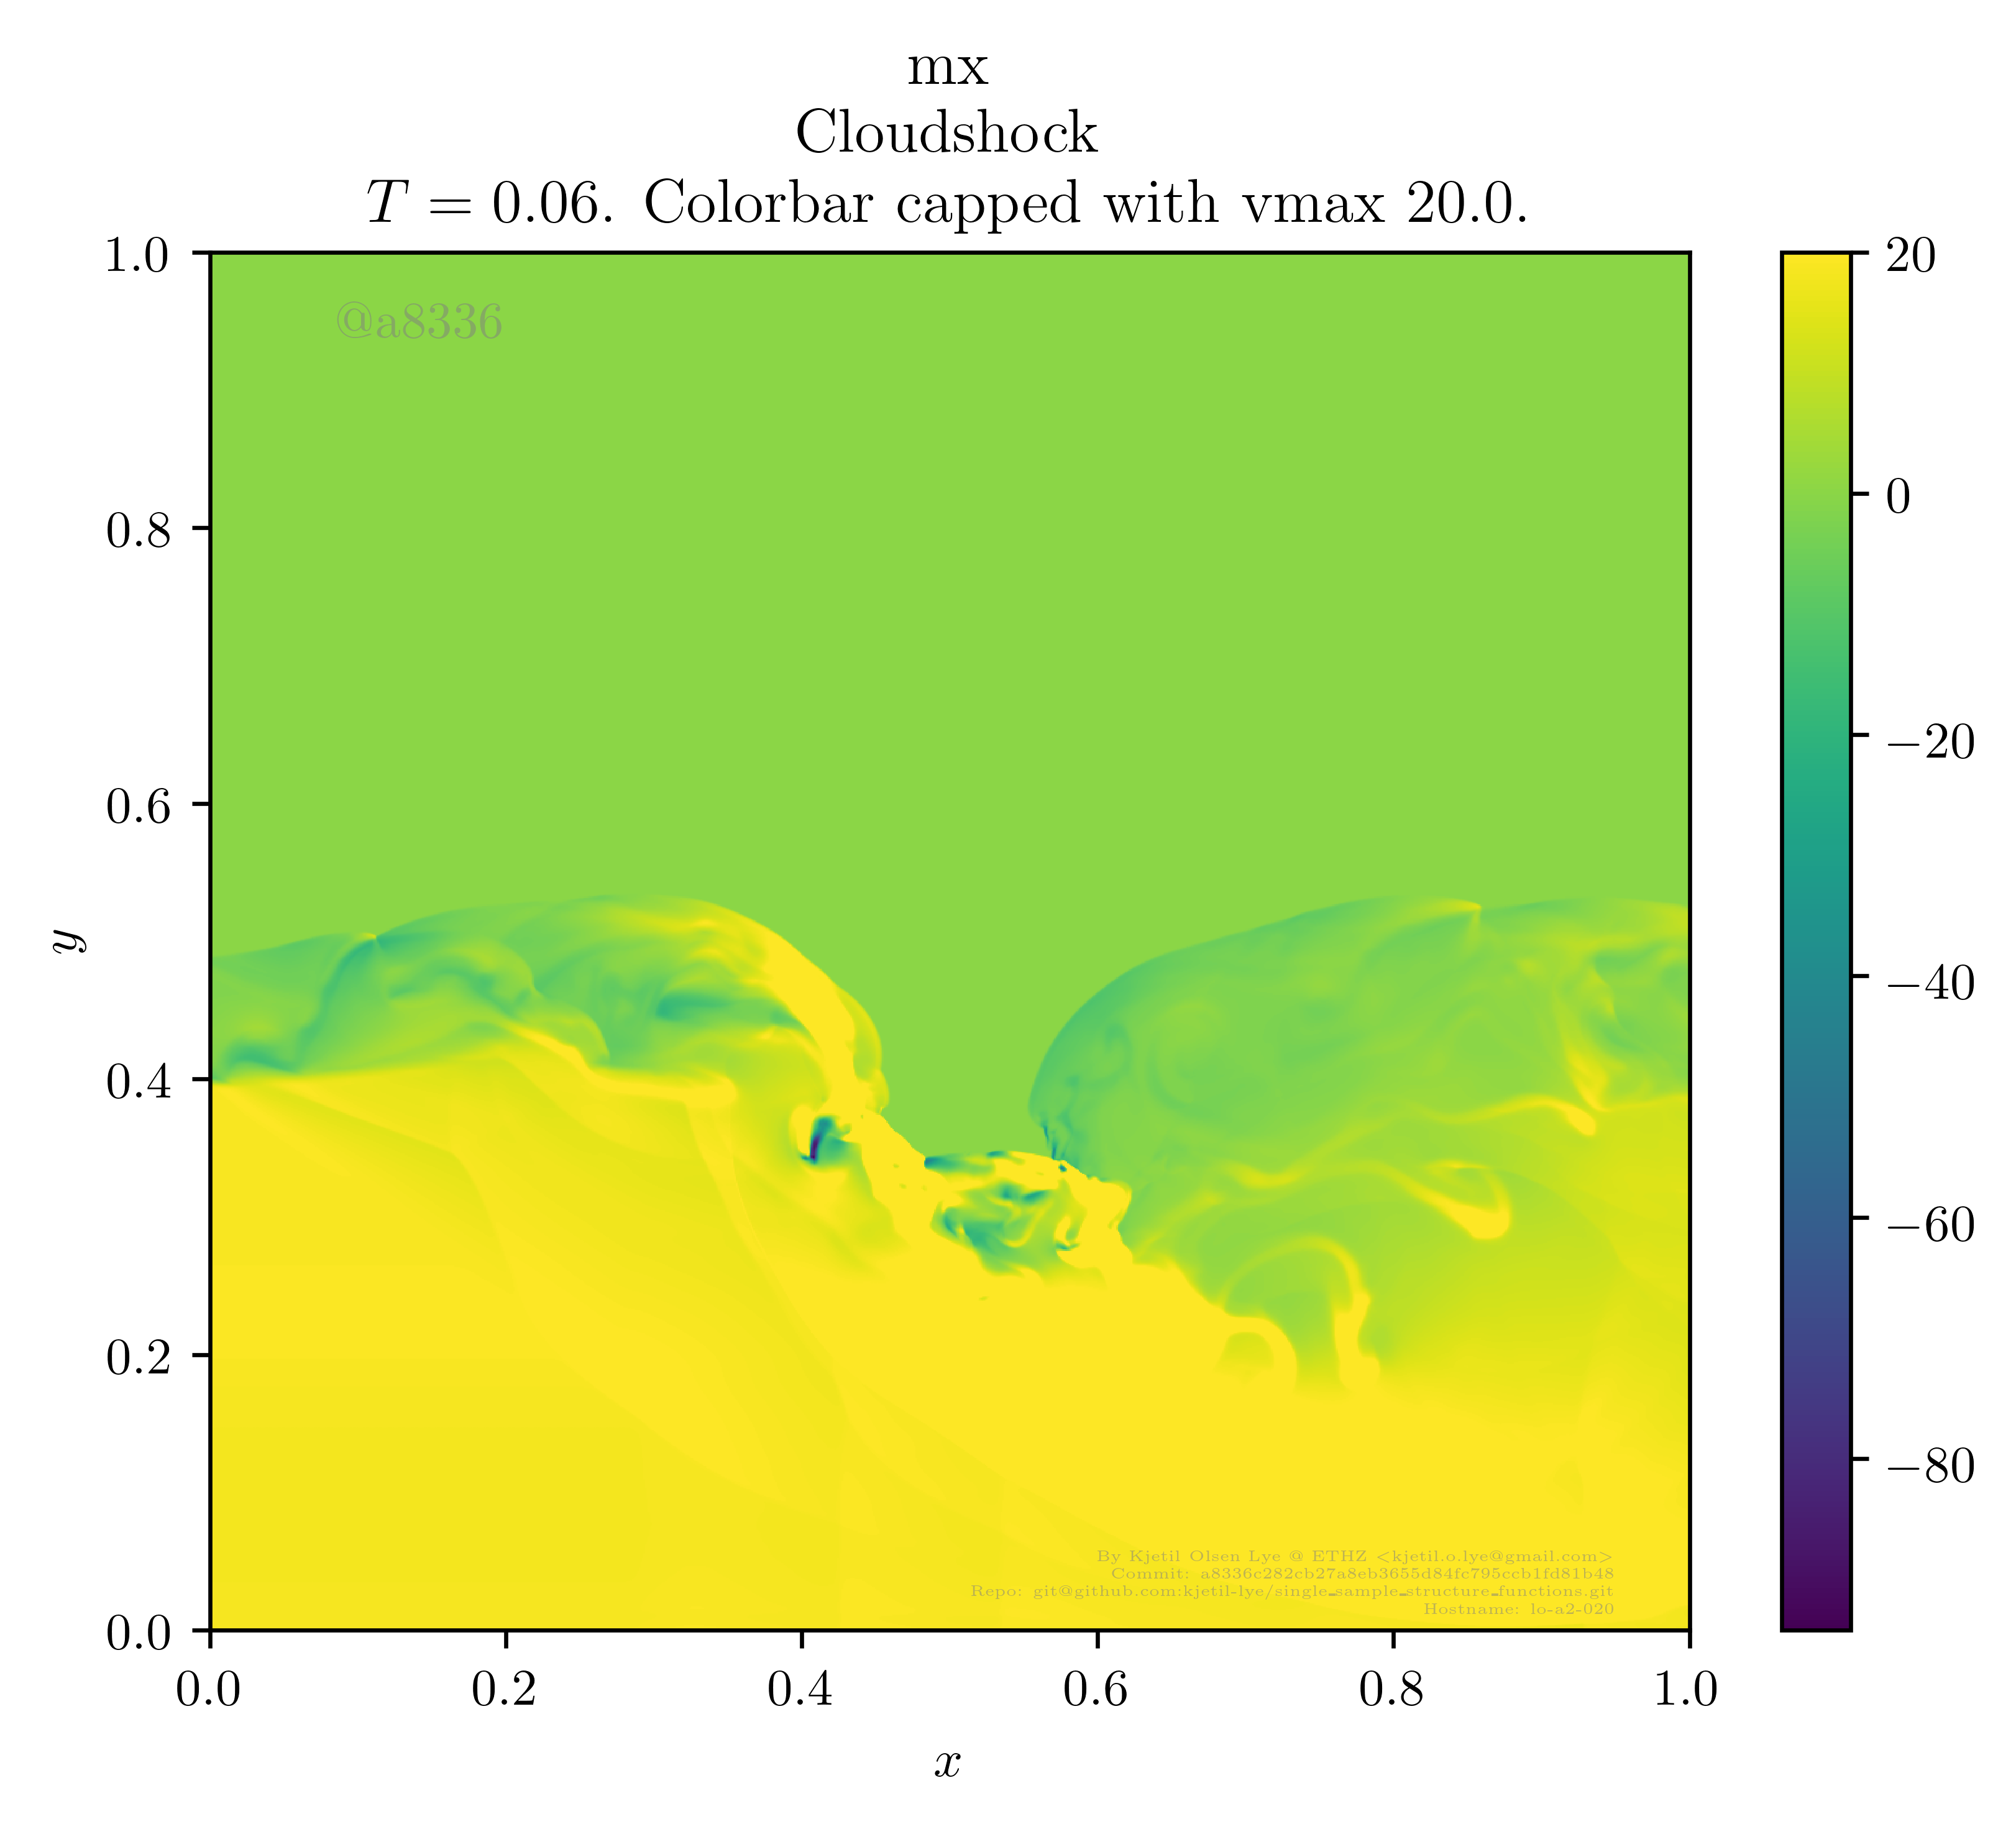 mx
Cloudshock
T = 0.06. Colorbar capped with vmax 20.0.
@a8336
1.0
0.8
0.6
0.4
0.2
0.0
y
0.0 0.2 0.4 0.6 0.8 1.0
x
20
0
−20
−40
−60
−80
By Kjetil Olsen Lye @ ETHZ <kjetil.o.lye@gmail.com>
Commit: a8336c282cb27a8eb3655d84fc795ccb1fd81b48
Repo: git@github.com:kjetil-lye/single_sample_structure_functions.git
Hostname: lo-a2-020